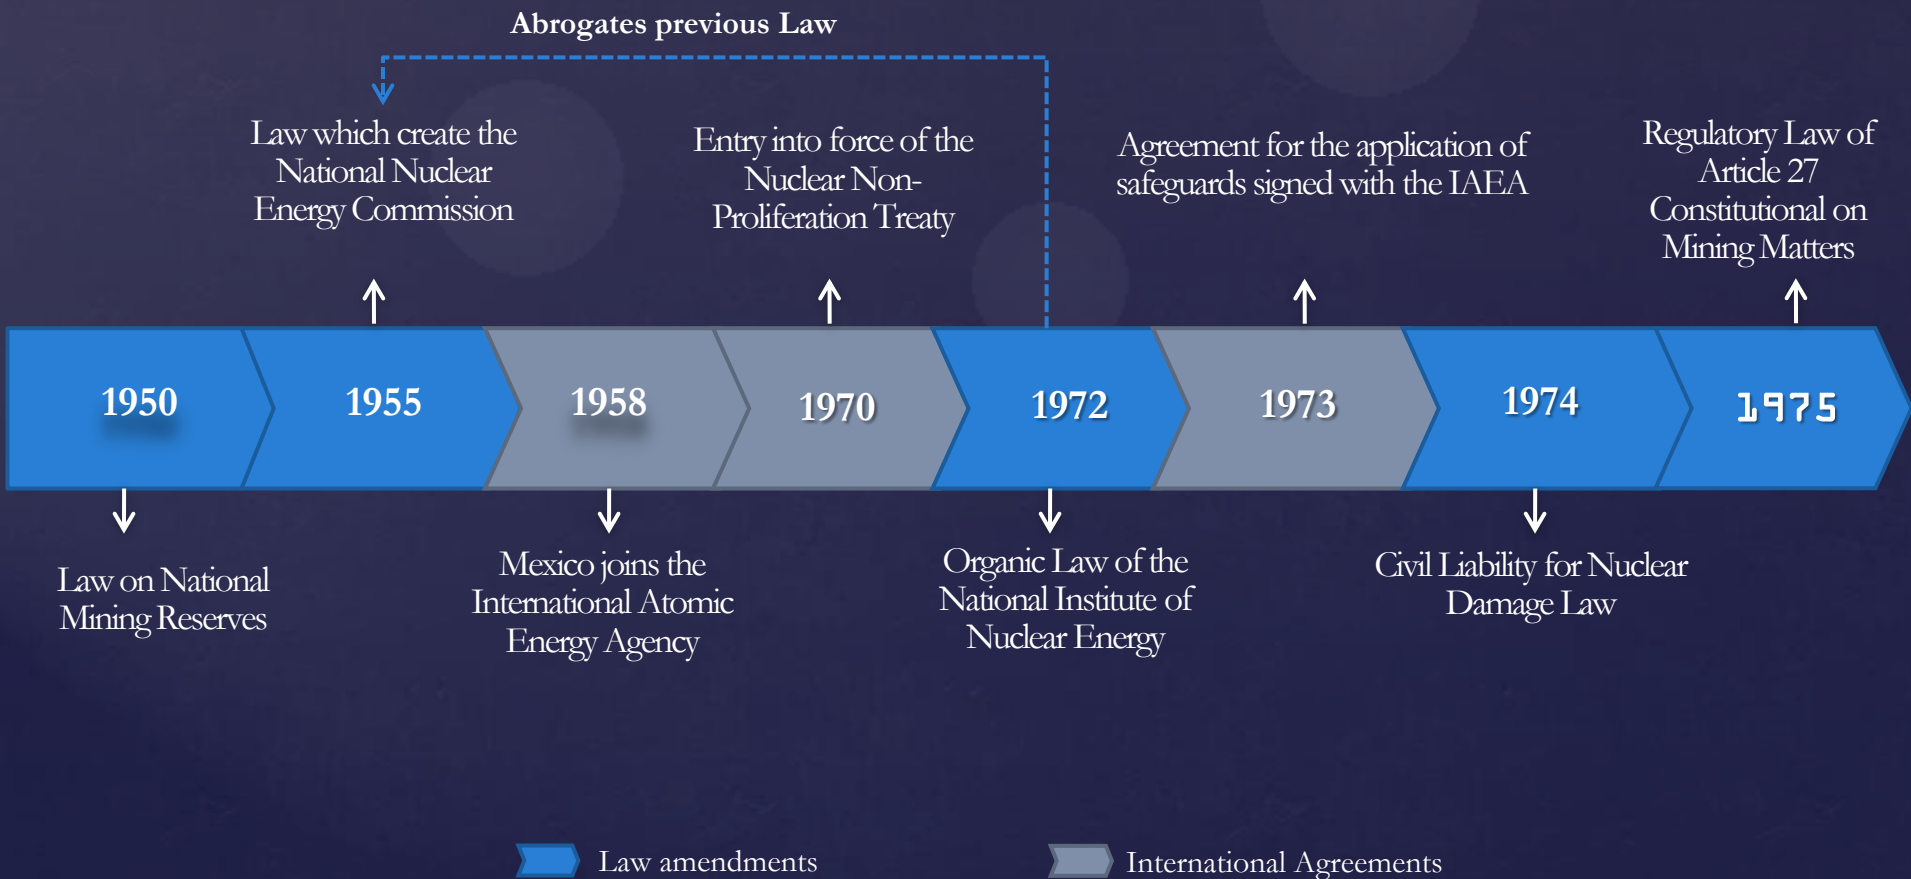 Abrogates previous Law
Law which create the
National Nuclear
Energy Commission
Entry into force of the
Nuclear Non-
Proliferation Treaty
Agreement for the application of
safeguards signed with the IAEA
Regulatory Law of
Article 27
Constitutional on
Mining Matters
1950
1955
1958
1970
1972
1973
1974
1975
Law on National
Mining Reserves
Mexico joins the
International Atomic
Energy Agency
Organic Law of the
National Institute of
Nuclear Energy
Civil Liability for Nuclear
Damage Law
Law amendments
International Agreements